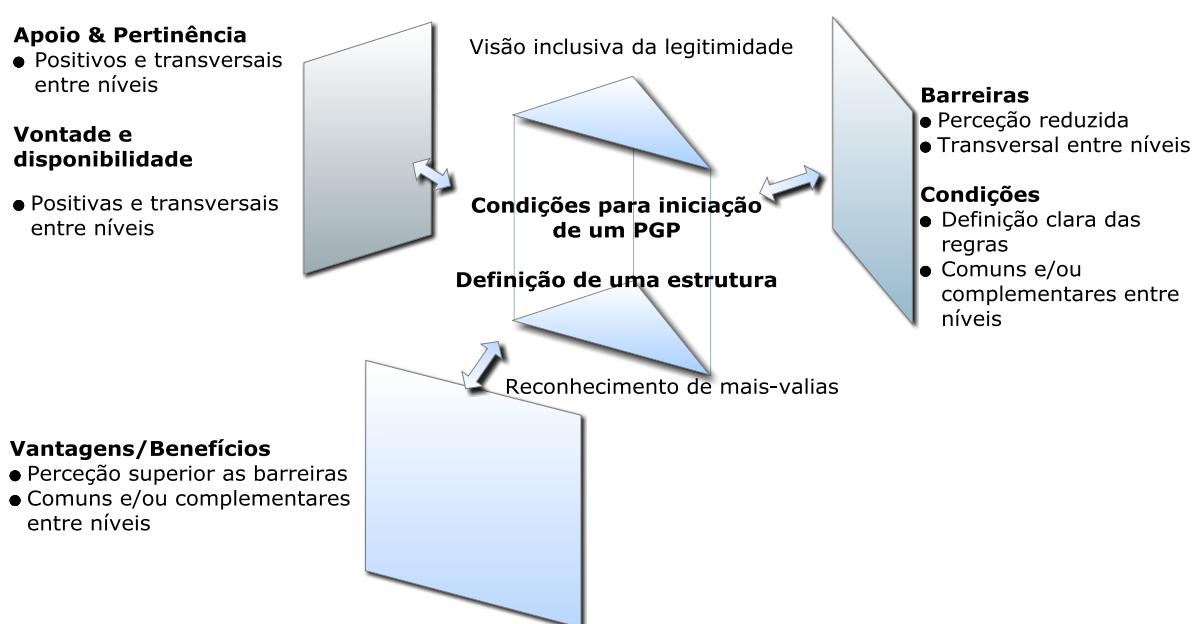 Apoio & Pertinência
Positivos e transversais
entre níveis
Vontade e
disponibilidade
Positivas e transversais
entre níveis
Visão inclusiva da legitimidade
Condições para iniciação
de um PGP
Definição de uma estrutura
Reconhecimento de mais-valias
Barreiras
Perceção reduzida
Transversal entre níveis
Condições
Definição clara das
regras
Comuns e/ou
complementares entre
níveis
Vantagens/Benefícios
Perceção superior as barreiras
Comuns e/ou complementares
entre níveis